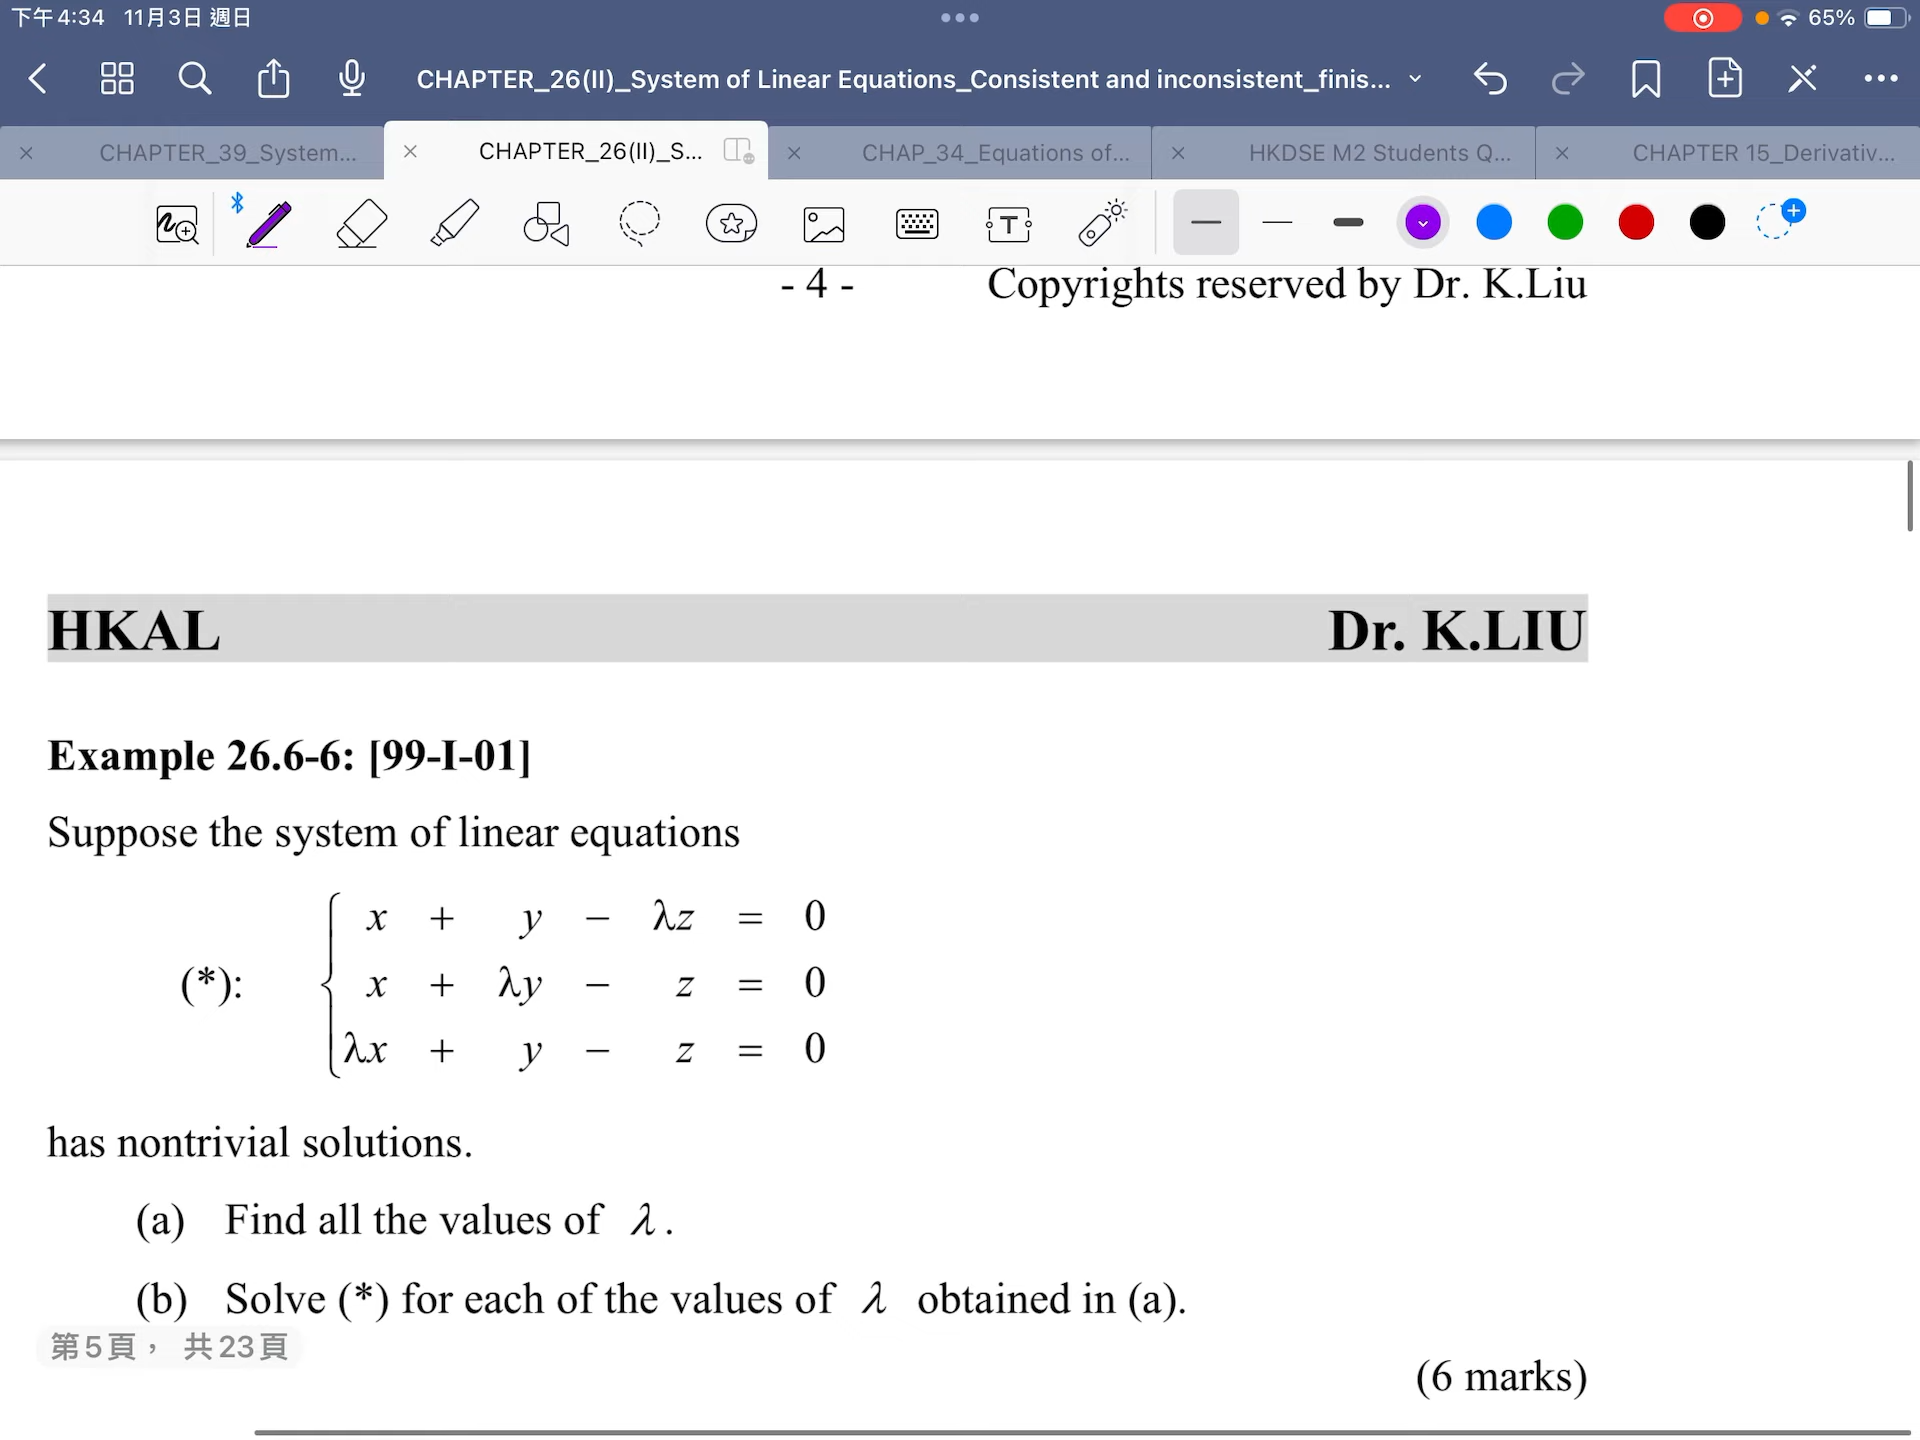 下午4:34 11月3日 週日
65%
CHAPTER_26(II)_System of Linear Equations_Consistent and inconsistent_finis...
CHAPTER_39_System...
CHAPTER_26(II)_S...
CHAP_34_Equations of...
HKDSE M2 Students Q...
CHAPTER 15_Derivativ...
- 4 - Copyrights reserved by Dr. K.Liu
HKAL Dr. K.LIU
Example 26.6-6: [99-I-01]
Suppose the system of linear equations
x + y − λz = 0
(*): x + λy − z = 0
λx + y − z = 0
has nontrivial solutions.
(a) Find all the values of λ.
(b) Solve (*) for each of the values of λ obtained in (a).
第5頁，共23頁
(6 marks)